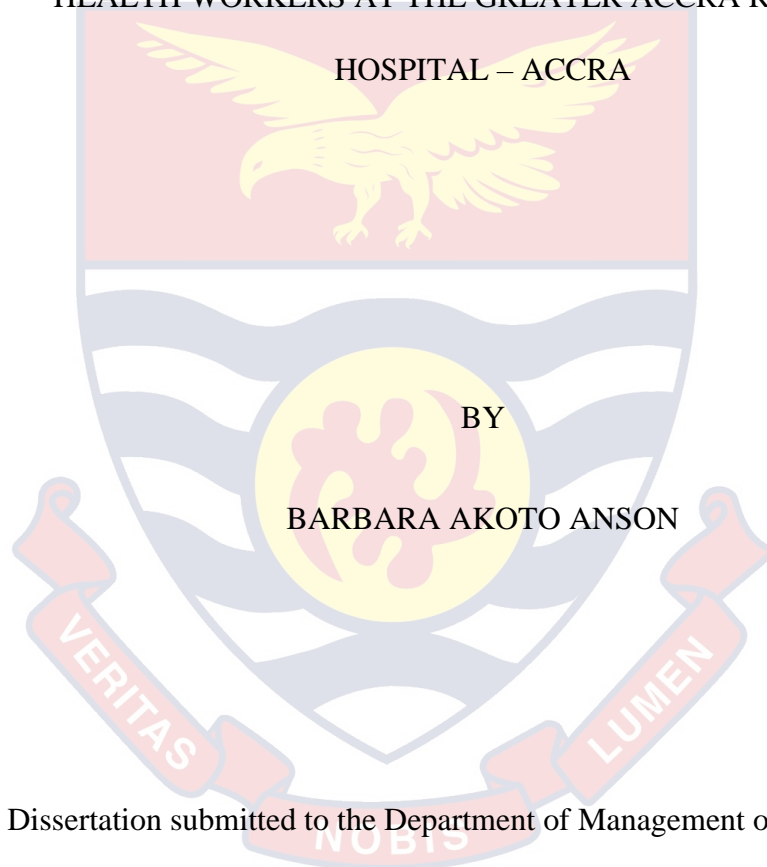 HEALTH WORKERS AT THE GREATER ACCRA R
HOSPITAL – ACCRA
BY
BARBARA AKOTO ANSON
VERITAS
LUMEN
Dissertation submitted to the Department of Management o
NOBIS